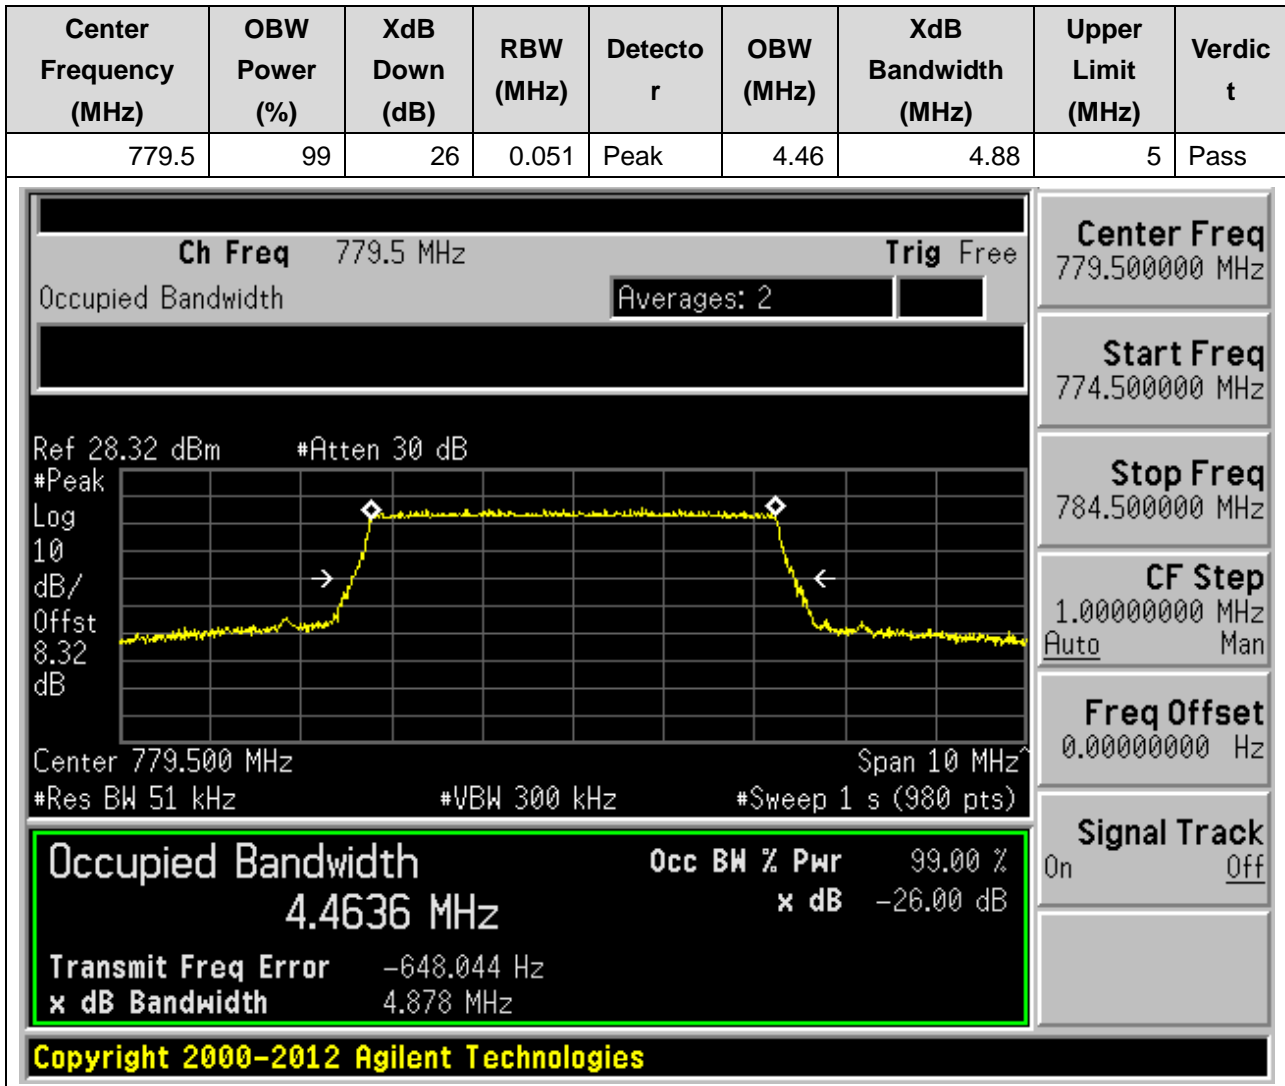 Center Frequency (MHz) OBW Power (%) XdB Down (dB) RBW (MHz) Detector OBW (MHz) XdB Bandwidth (MHz) Upper Limit (MHz) Verdict
779.5 99 26 0.051 Peak 4.46 4.88 5 Pass
Ch Freq 779.5 MHz Trig Free
Occupied Bandwidth Averages: 2
Ref 28.32 dBm #Atten 30 dB
#Peak
Log
10
dB/
Offst
8.32
dB
Center 779.500 MHz Span 10 MHz^
#Res BW 51 kHz #VBW 300 kHz #Sweep 1 s (980 pts)
Occupied Bandwidth Occ BW % Pwr 99.00 %
4.4636 MHz x dB -26.00 dB
Transmit Freq Error -648.044 Hz
x dB Bandwidth 4.878 MHz
Copyright 2000-2012 Agilent Technologies
Center Freq
779.500000 MHz
Start Freq
774.500000 MHz
Stop Freq
784.500000 MHz
CF Step
1.00000000 MHz
Auto Man
Freq Offset
0.00000000 Hz
Signal Track
On Off